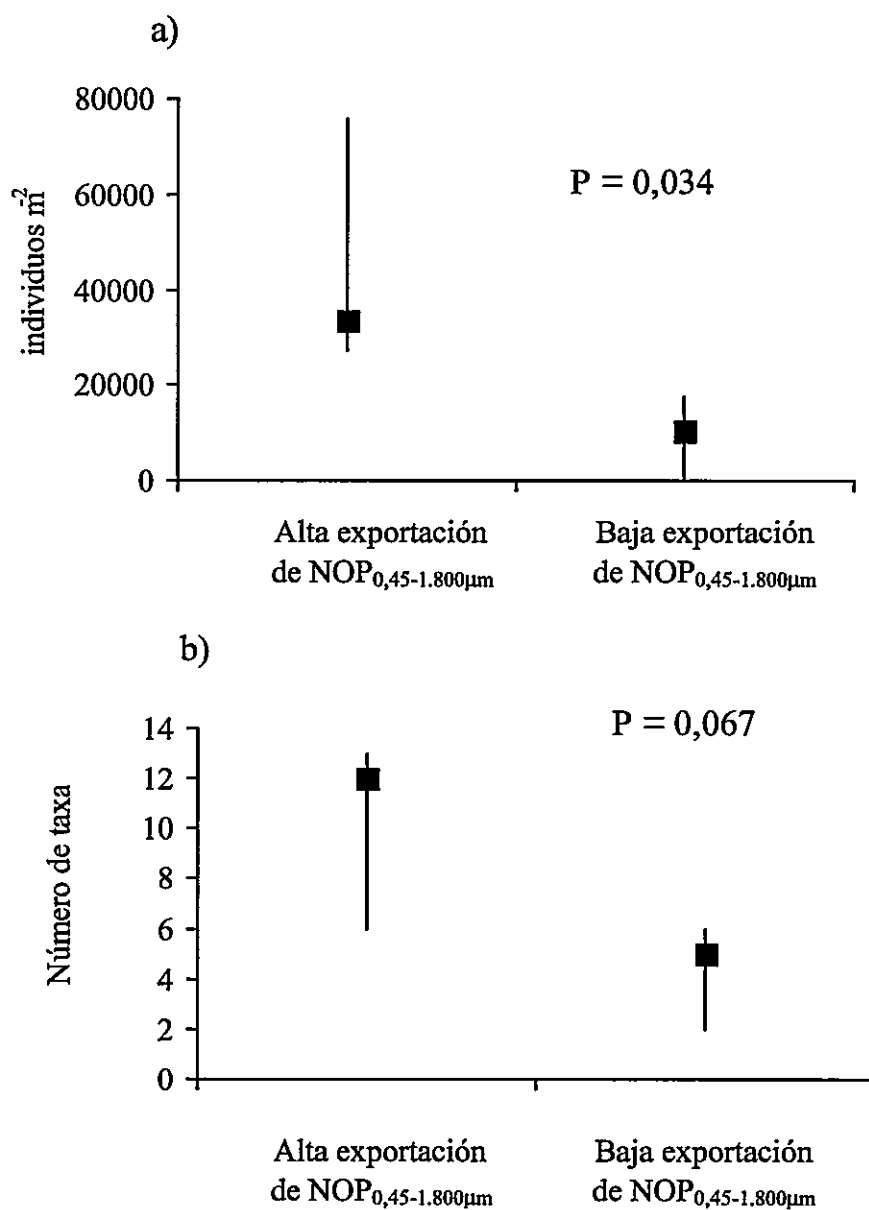 a)
80000
60000
40000
20000
0
individuos m⁻²
P = 0,034
Alta exportación
de NOP0,45-1.800µm
Baja exportación
de NOP0,45-1.800µm
b)
14
12
10
8
6
4
2
0
Número de taxa
P = 0,067
Alta exportación
de NOP0,45-1.800µm
Baja exportación
de NOP0,45-1.800µm